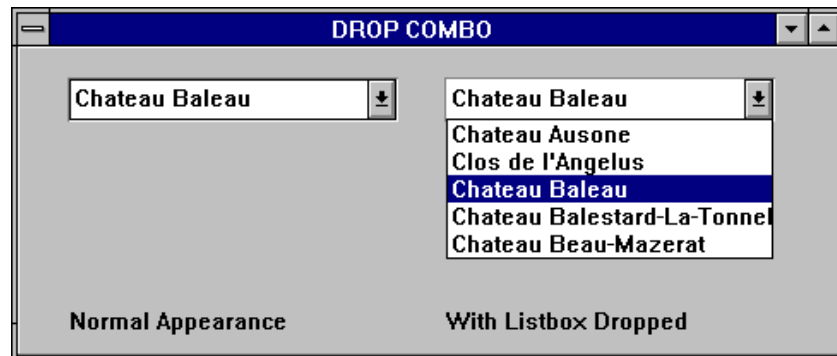 DROP COMBO
Chateau Baleau
Chateau Baleau
Chateau Ausone
Clos de l'Angelus
Chateau Baleau
Chateau Balestard-La-Tonnel
Chateau Beau-Mazerat
Normal Appearance
With Listbox Dropped